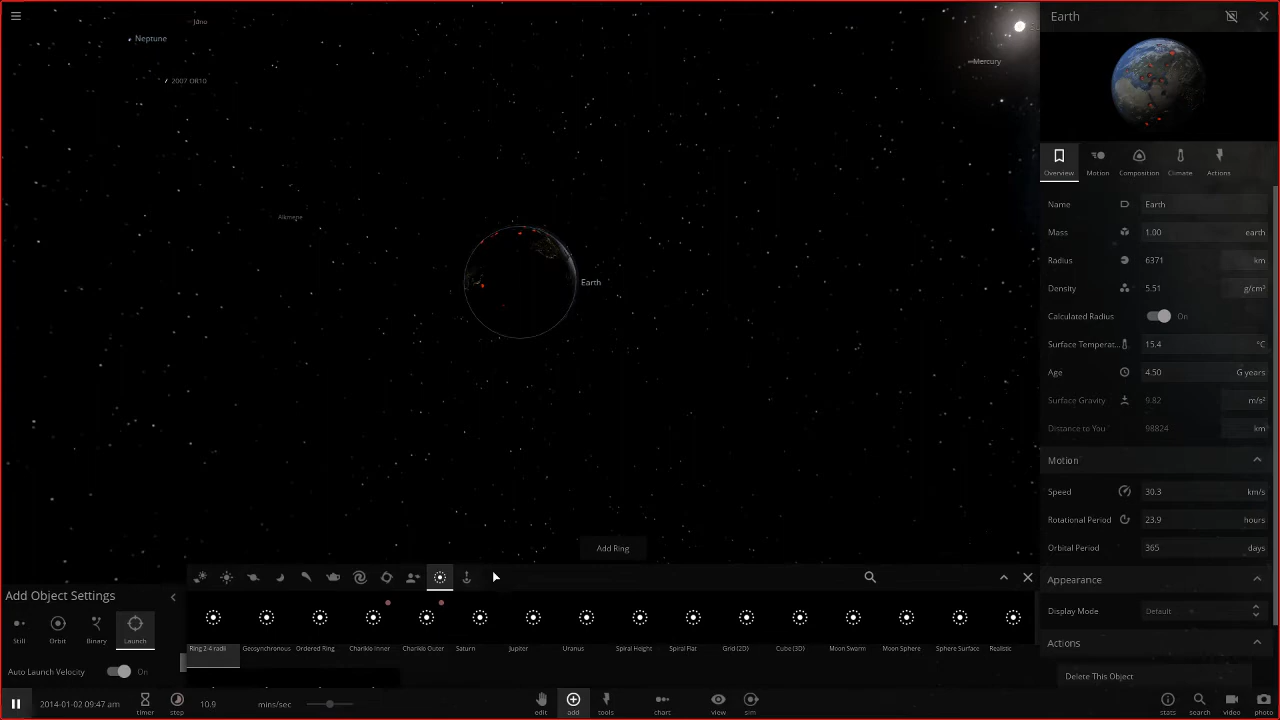 Earth
Juno
Neptune
2007 OR10
Mercury
Alkmene
Earth
Overview
Motion
Composition
Climate
Actions
Name Earth
Mass 1.00 earth
Radius 6371 km
Density 5.51 g/cm³
Calculated Radius On
Surface Temperat... 15.4 °C
Age 4.50 G years
Surface Gravity 9.82 m/s²
Distance to You 98824 km
Motion
Speed 30.3 km/s
Rotational Period 23.9 hours
Orbital Period 365 days
Appearance
Display Mode Default
Actions
Delete This Object
Add Ring
Add Object Settings
Still Orbit Binary Launch
Auto Launch Velocity On
Ring 2-4 radii Geosynchronous Ordered Ring Chariklo Inner Chariklo Outer Saturn Jupiter Uranus Spiral Height Spiral Flat Grid (2D) Cube (3D) Moon Swarm Moon Sphere Sphere Surface Realistic
2014-01-02 09:47 am timer step 10.9 mins/sec edit add tools chart view sim stats search video photo